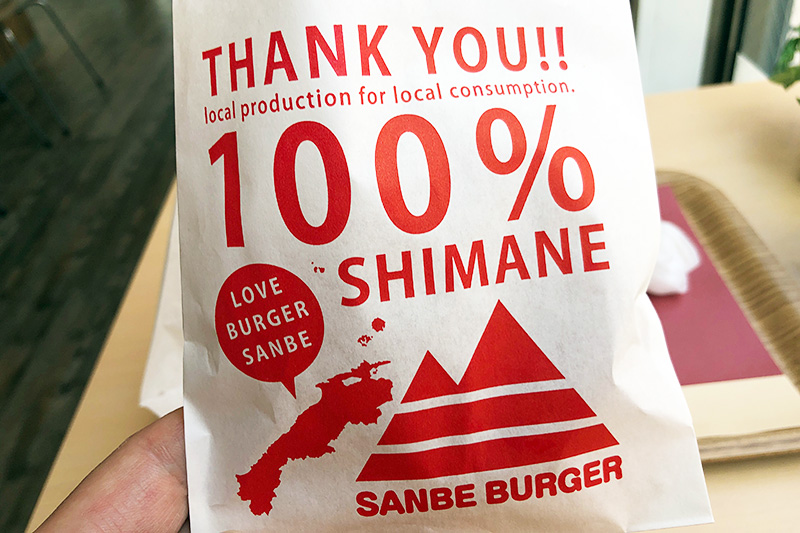 THANK YOU!!
local production for local consumption.
100%
SHIMANE
LOVE
BURGER
SANBE
SANBE BURGER